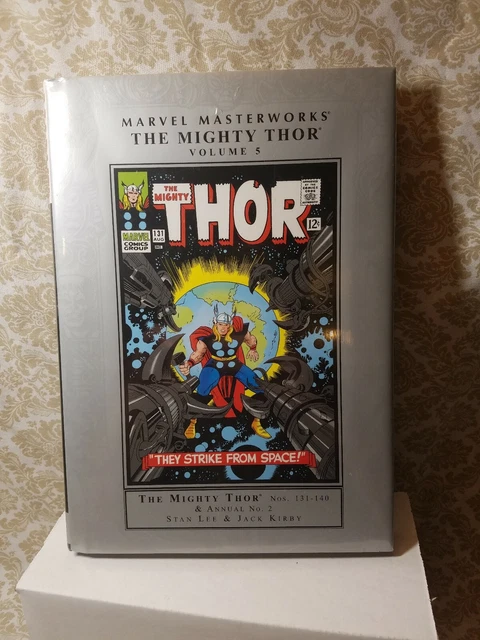 MARVEL MASTERWORKS®
THE MIGHTY THOR®
VOLUME 5
THE MIGHTY
THOR
12¢
MARVEL
COMICS
GROUP
131
AUG
"THEY STRIKE FROM SPACE!"
THE MIGHTY THOR® NOS. 131-140
& ANNUAL NO. 2
STAN LEE & JACK KIRBY